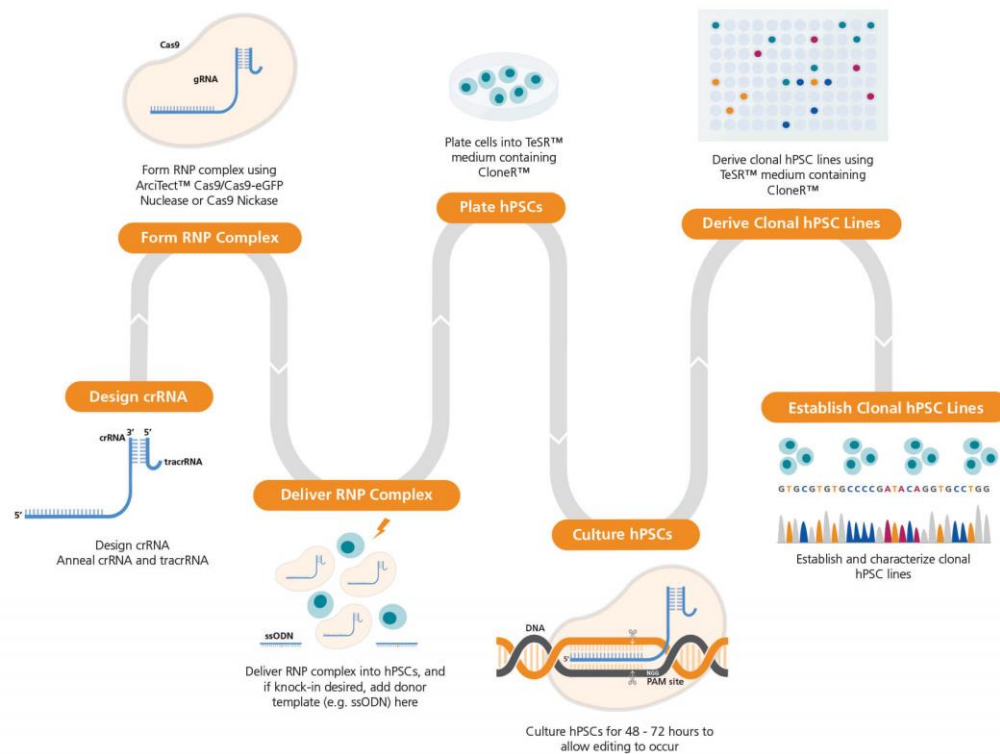 Design crRNA
crRNA
3'
5'
tracrRNA
5'
Design crRNA
Anneal crRNA and tracrRNA
Cas9
gRNA
Form RNP complex using
ArciTect™ Cas9/Cas9-eGFP
Nuclease or Cas9 Nickase
Form RNP Complex
Deliver RNP Complex
ssODN
Deliver RNP complex into hPSCs, and
if knock-in desired, add donor
template (e.g. ssODN) here
Plate cells into TeSR™
medium containing
CloneR™
Plate hPSCs
Culture hPSCs
DNA
5'
NGG
PAM site
Culture hPSCs for 48 - 72 hours to
allow editing to occur
Derive clonal hPSC lines using
TeSR™ medium containing
CloneR™
Derive Clonal hPSC Lines
Establish Clonal hPSC Lines
GTGCGTGTGCCCCGATACAGGTGCCTGG
Establish and characterize clonal
hPSC lines